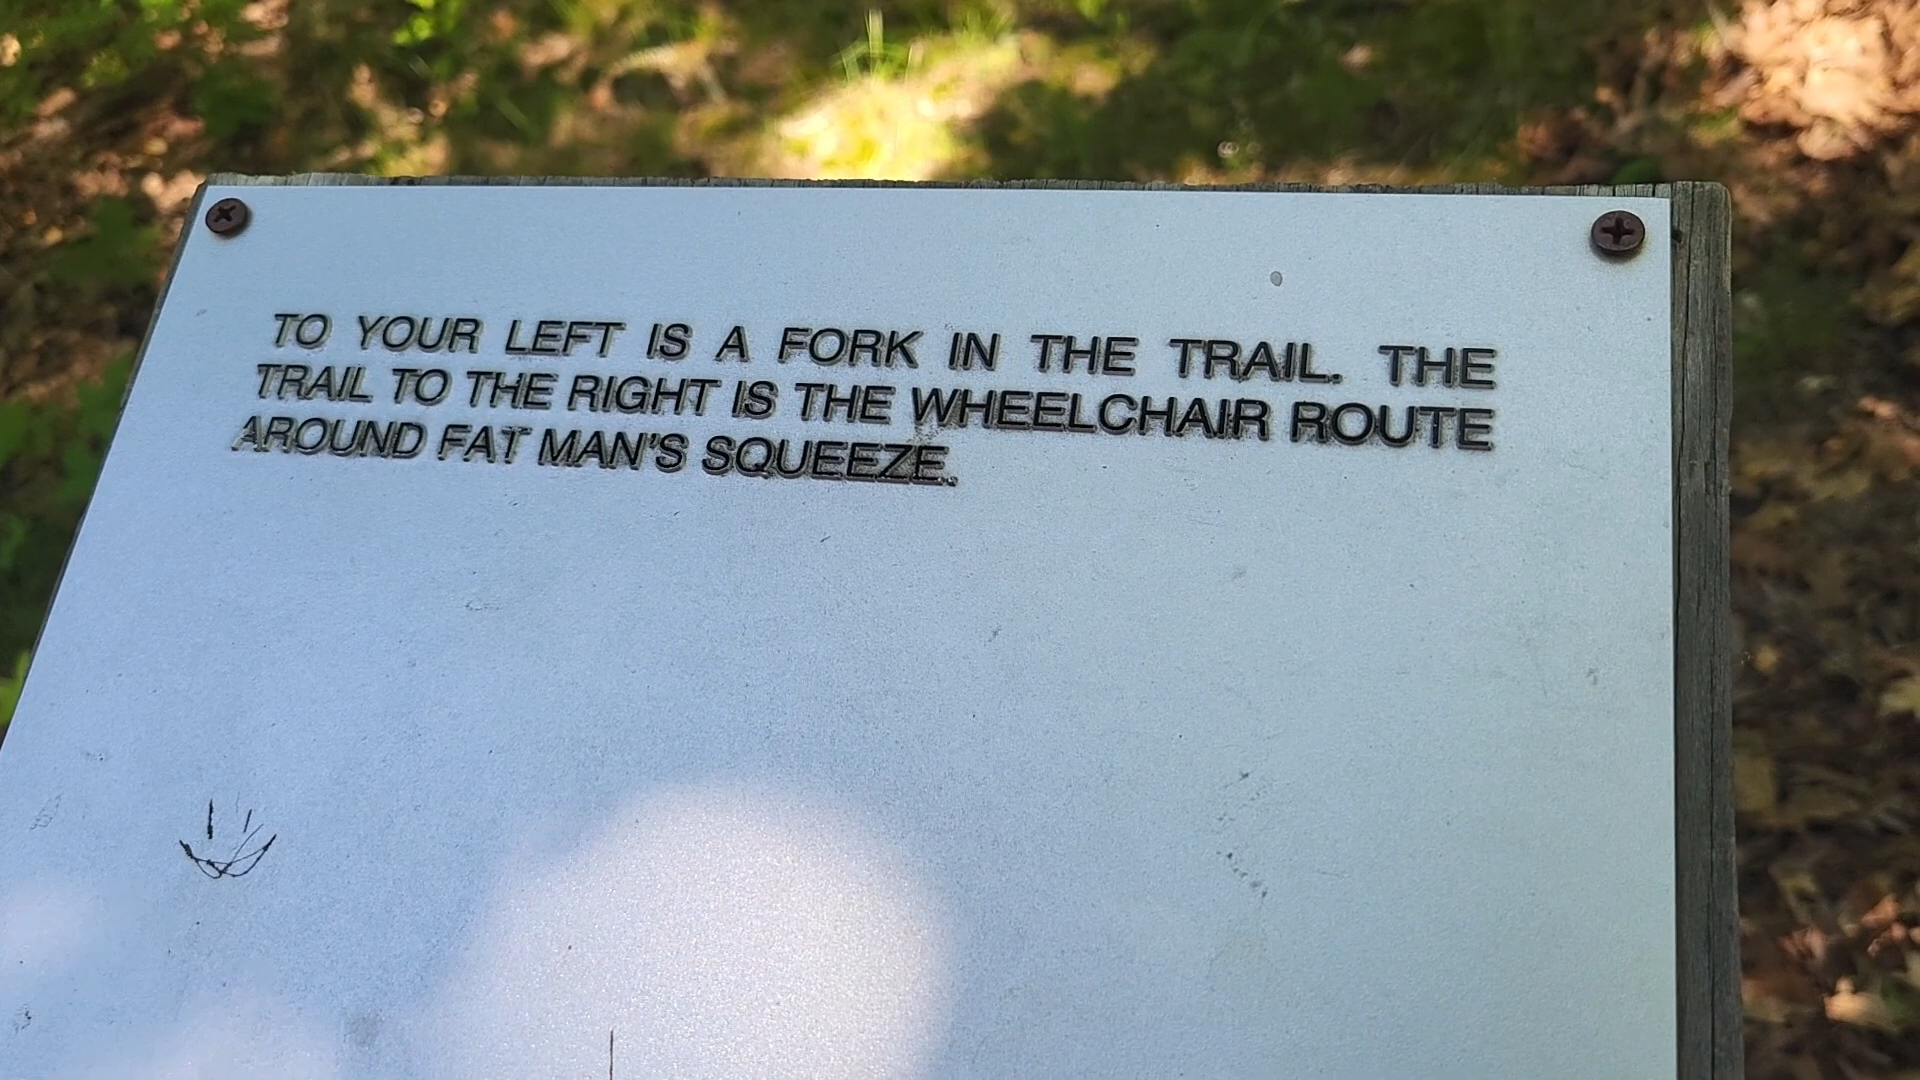 TO YOUR LEFT IS A FORK IN THE TRAIL. THE
TRAIL TO THE RIGHT IS THE WHEELCHAIR ROUTE
AROUND FAT MAN'S SQUEEZE.